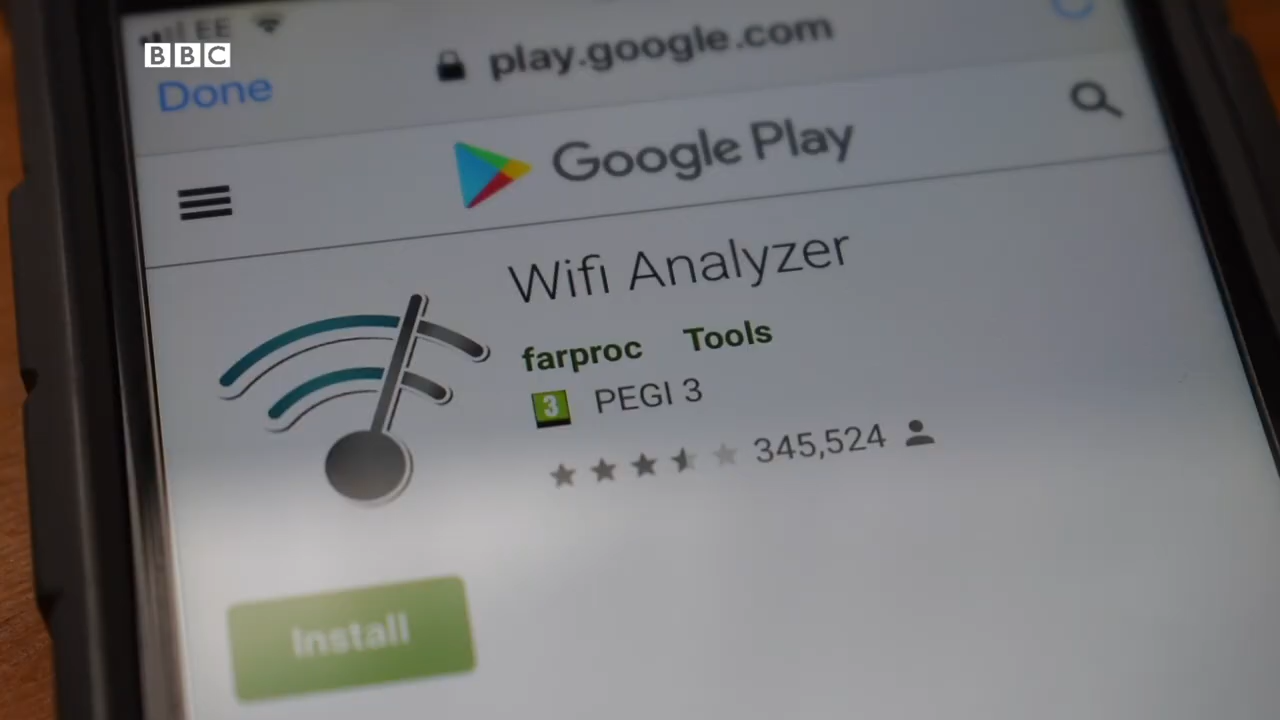 EE
BBC
Done
play.google.com
Google Play
Wifi Analyzer
farproc Tools
3 PEGI 3
345,524
Install